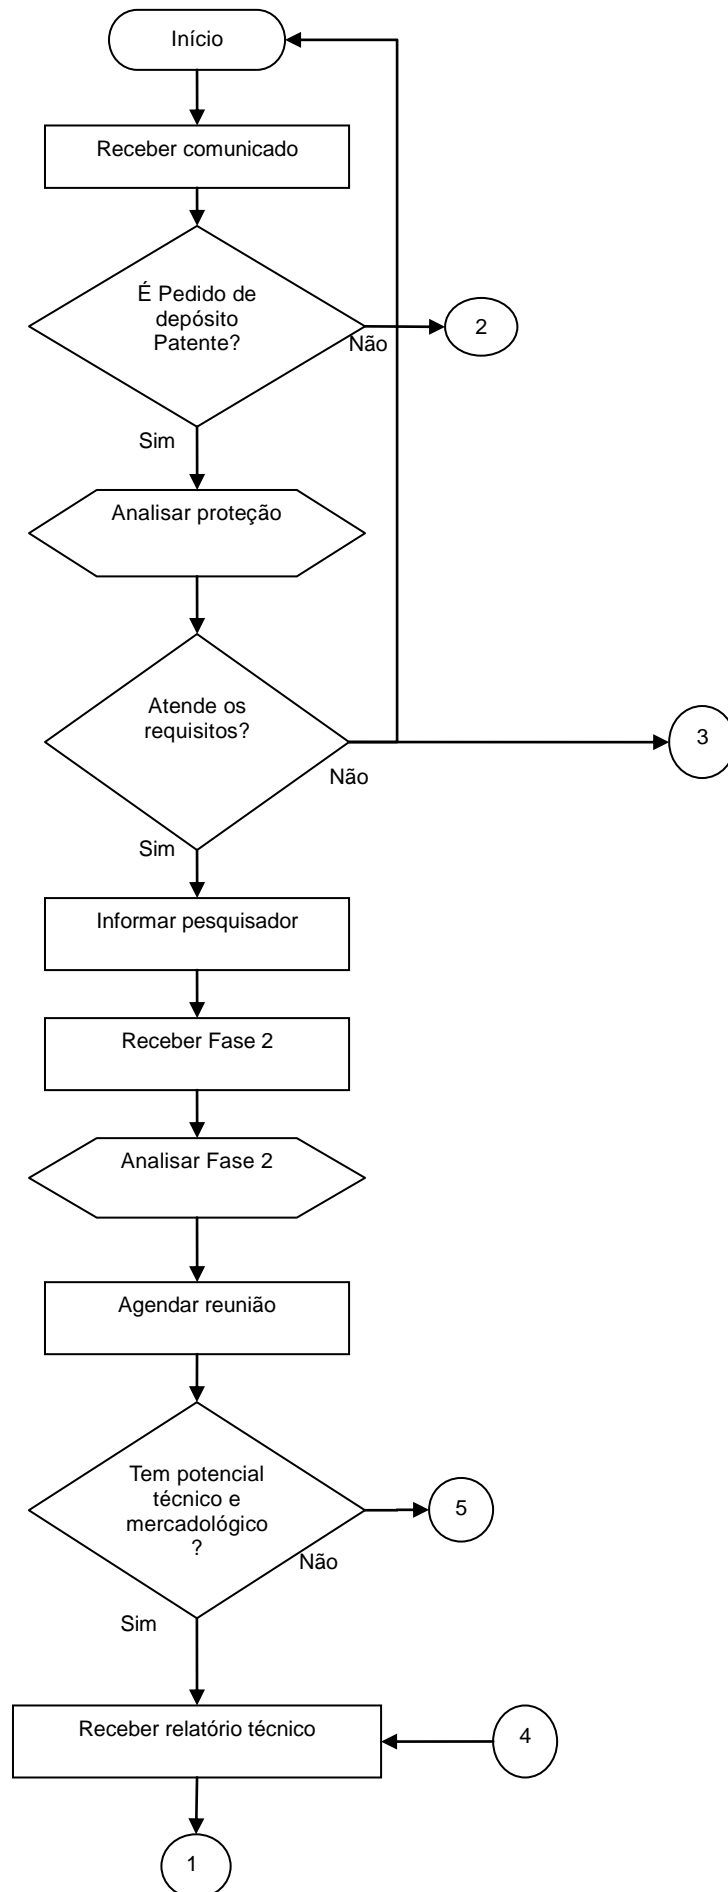 Início
Receber comunicado
É Pedido de
depósito
Patente?
Não
2
Sim
Analisar proteção
Atende os
requisitos?
Não
3
Sim
Informar pesquisador
Receber Fase 2
Analisar Fase 2
Agendar reunião
Tem potencial
técnico e
mercadológico
?
Não
5
Sim
Receber relatório técnico
4
1